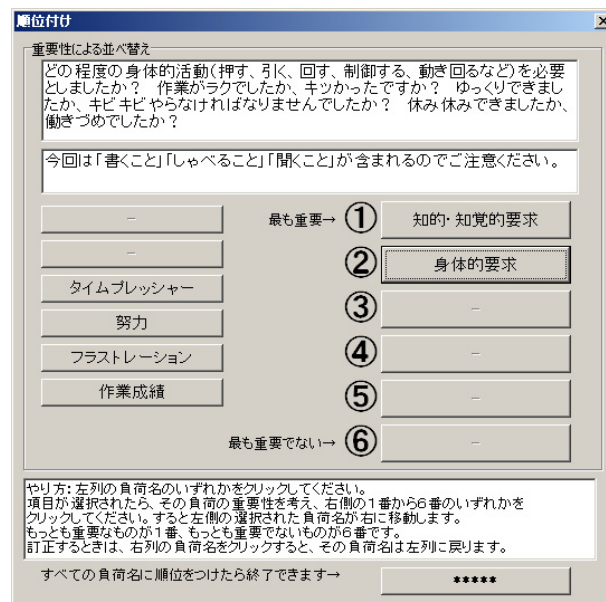 順位付け
重要性による並べ替え
どの程度の身体的活動(押す、引く、回す、制御する、動き回るなど)を必要
としましたか？　作業がラクでしたか、キツかったですか？　ゆっくりできまし
たか、キビキビやらなければなりませんでしたか？　休み休みできましたか、
働きづめでしたか？
今回は「書くこと」「しゃべること」「聞くこと」が含まれるのでご注意ください。
－
最も重要→ ① 知的・知覚的要求
－
② 身体的要求
タイムプレッシャー
③ －
努力
④ －
フラストレーション
⑤ －
作業成績
最も重要でない→ ⑥ －
やり方：左列の負荷名のいずれかをクリックしてください。
項目が選択されたら、その負荷の重要性を考え、右側の1番から6番のいずれかを
クリックしてください。すると左側の選択された負荷名が右に移動します。
もっとも重要なものが1番、もっとも重要でないものが6番です。
訂正するときは、右列の負荷名をクリックすると、その負荷名は左列に戻ります。
すべての負荷名に順位をつけたら終了できます→ *****